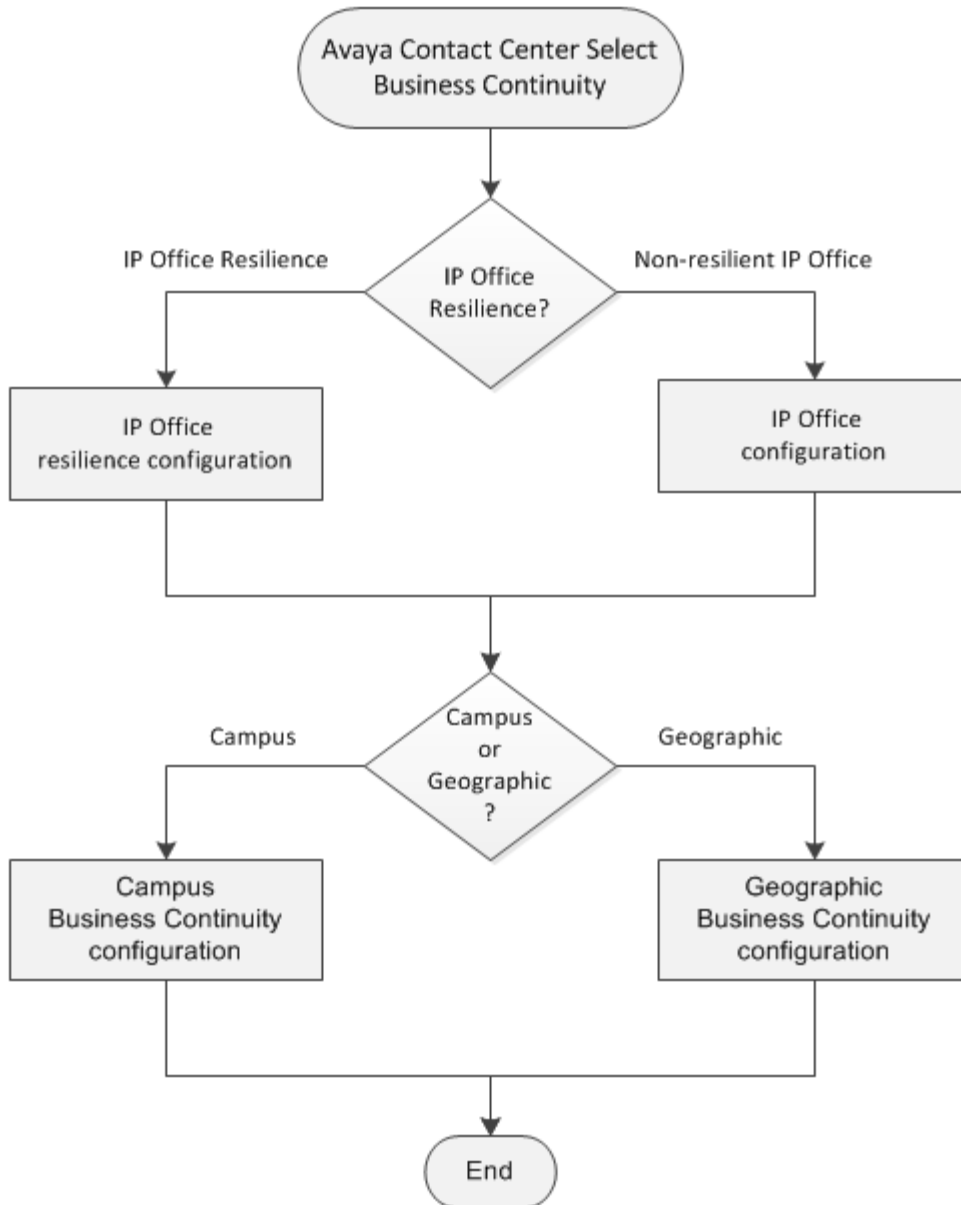 Avaya Contact Center Select
Business Continuity
IP Office Resilience
Non-resilient IP Office
IP Office
Resilience?
IP Office
resilience configuration
IP Office
configuration
Campus
or
Geographic
?
Campus
Geographic
Campus
Business Continuity
configuration
Geographic
Business Continuity
configuration
End